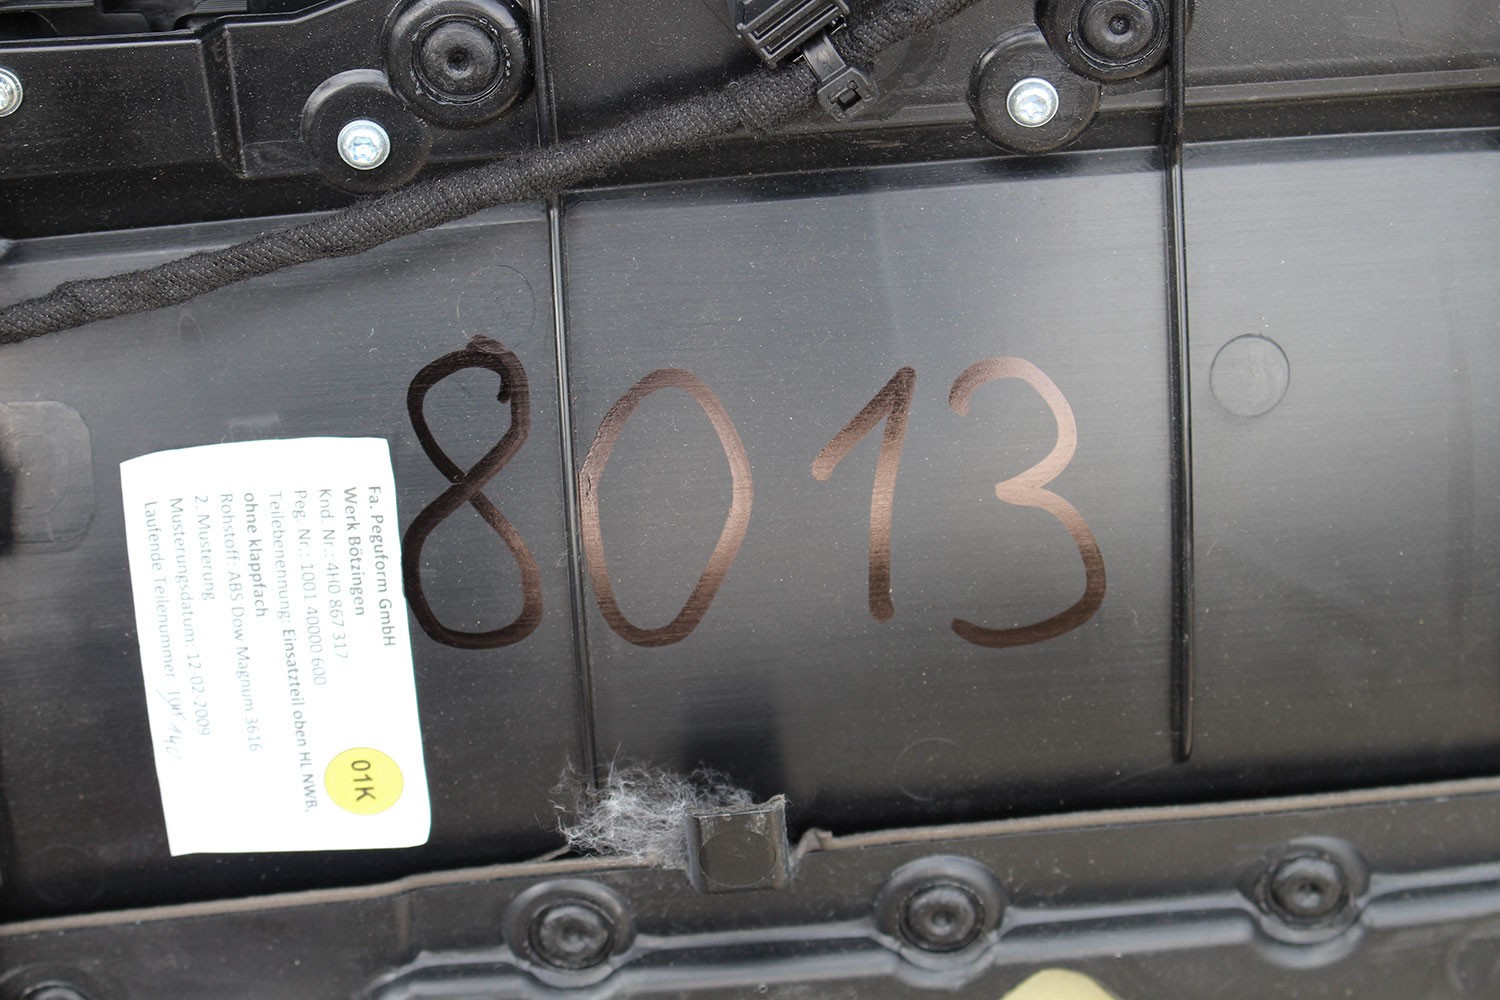 8013
Fa. Peguform GmbH
Werk Bötzingen
Knd. Nr.: 4H0 867 317
Peg. Nr.: 1001 40000 600
Teilebenennung: Einsatzteil oben HL NWB,
ohne klappfach
Rohstoff: ABS Dow Magnum 3616
2. Musterung
Musterungsdatum: 12-02-2009
Laufende Teilenummer
01K